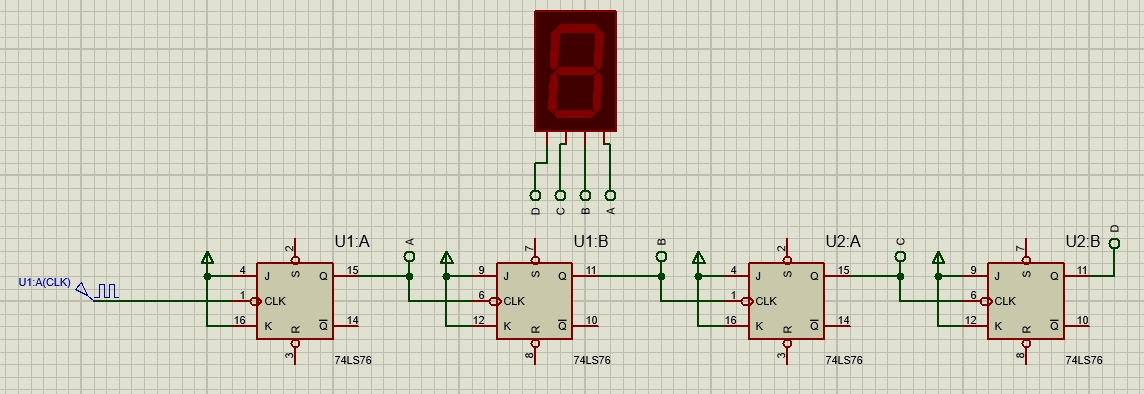 D
C
B
A
U1:A
A
U1:B
B
U2:A
C
U2:B
D
U1:A(CLK)
2
4
J
S
Q
15
1
CLK
16
K
R
Q
14
3
74LS76
7
9
J
S
Q
11
6
CLK
12
K
R
Q
10
8
74LS76
2
4
J
S
Q
15
1
CLK
16
K
R
Q
14
3
74LS76
7
9
J
S
Q
11
6
CLK
12
K
R
Q
10
8
74LS76